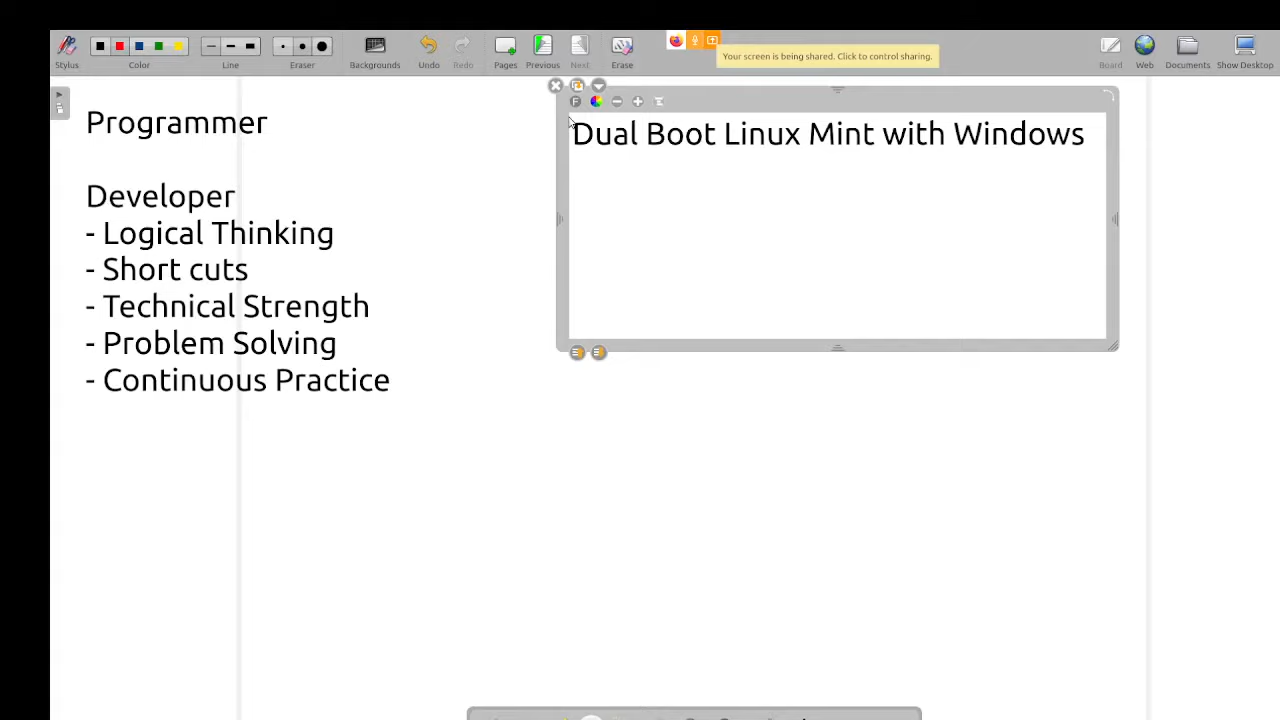 Stylus
Color
Line
Eraser
Backgrounds
Undo
Redo
Pages
Previous
Next
Erase
Your screen is being shared. Click to control sharing.
Board
Web
Documents
Show Desktop
F
Programmer
Developer
- Logical Thinking
- Short cuts
- Technical Strength
- Problem Solving
- Continuous Practice
Dual Boot Linux Mint with Windows